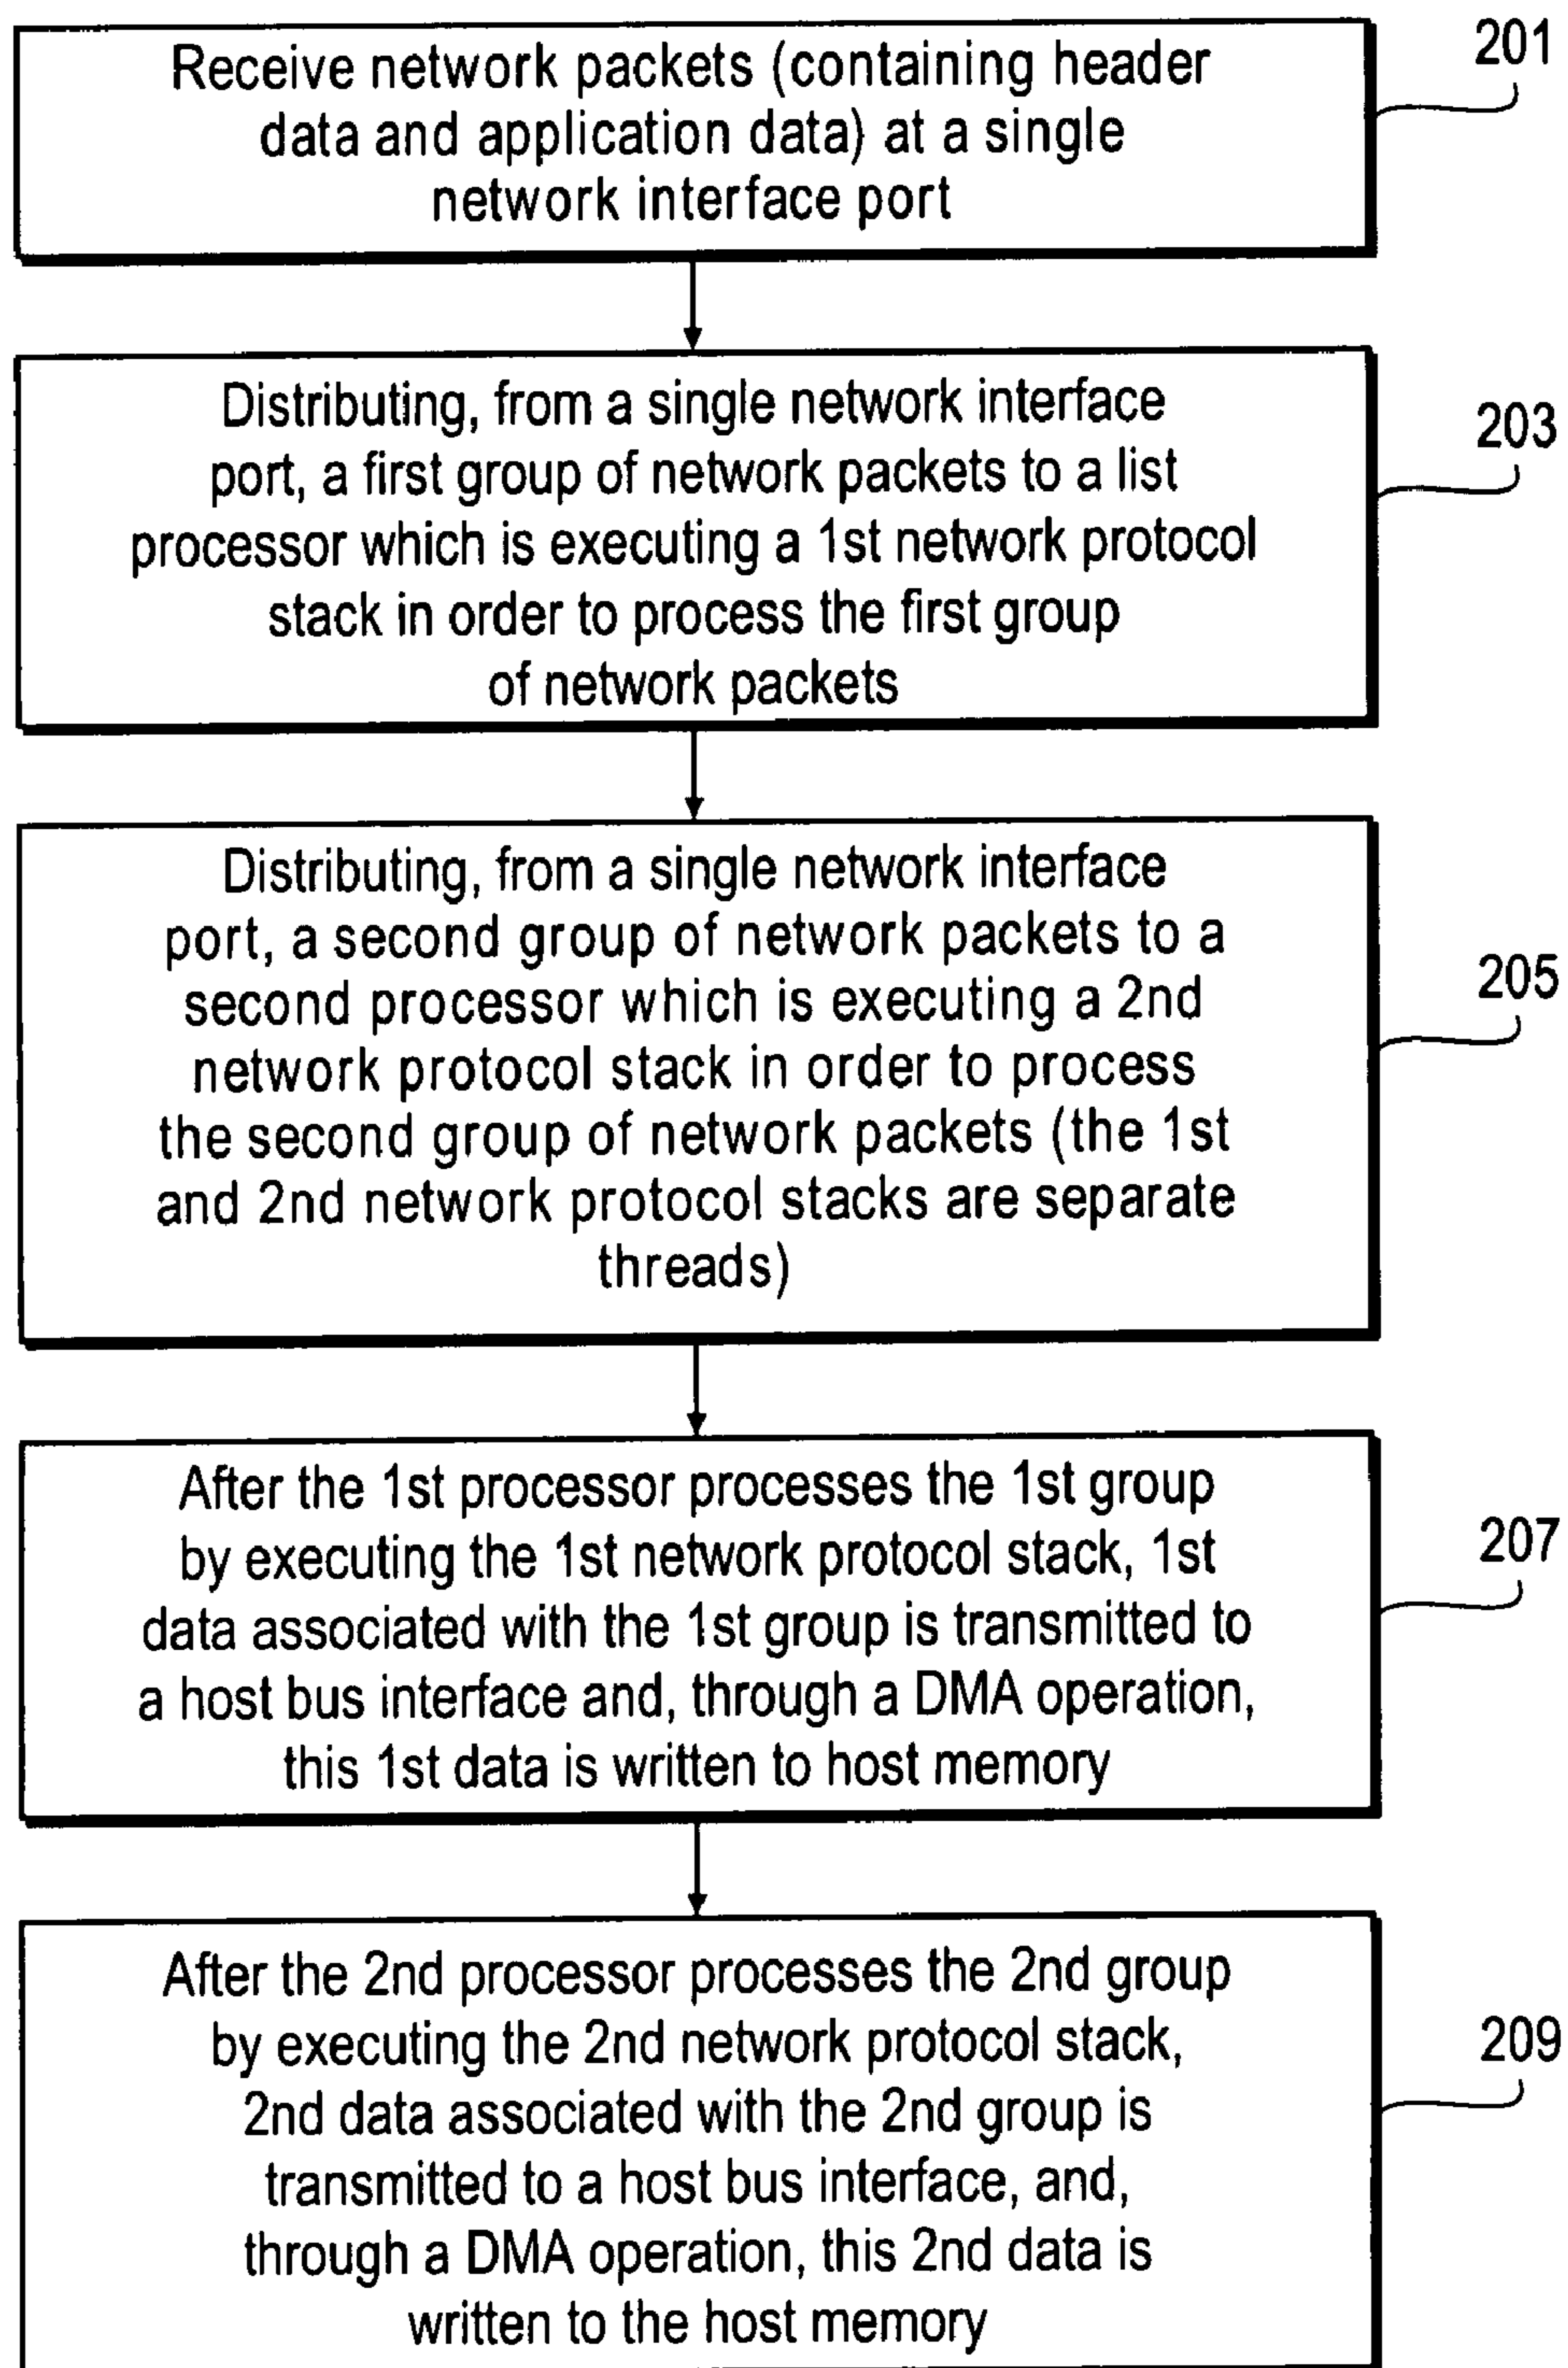 Receive network packets (containing header
data and application data) at a single
network interface port
201
Distributing, from a single network interface
port, a first group of network packets to a list
processor which is executing a 1st network protocol
stack in order to process the first group
of network packets
203
Distributing, from a single network interface
port, a second group of network packets to a
second processor which is executing a 2nd
network protocol stack in order to process
the second group of network packets (the 1st
and 2nd network protocol stacks are separate
threads)
205
After the 1st processor processes the 1st group
by executing the 1st network protocol stack, 1st
data associated with the 1st group is transmitted to
a host bus interface and, through a DMA operation,
this 1st data is written to host memory
207
After the 2nd processor processes the 2nd group
by executing the 2nd network protocol stack,
2nd data associated with the 2nd group is
transmitted to a host bus interface, and,
through a DMA operation, this 2nd data is
written to the host memory
209